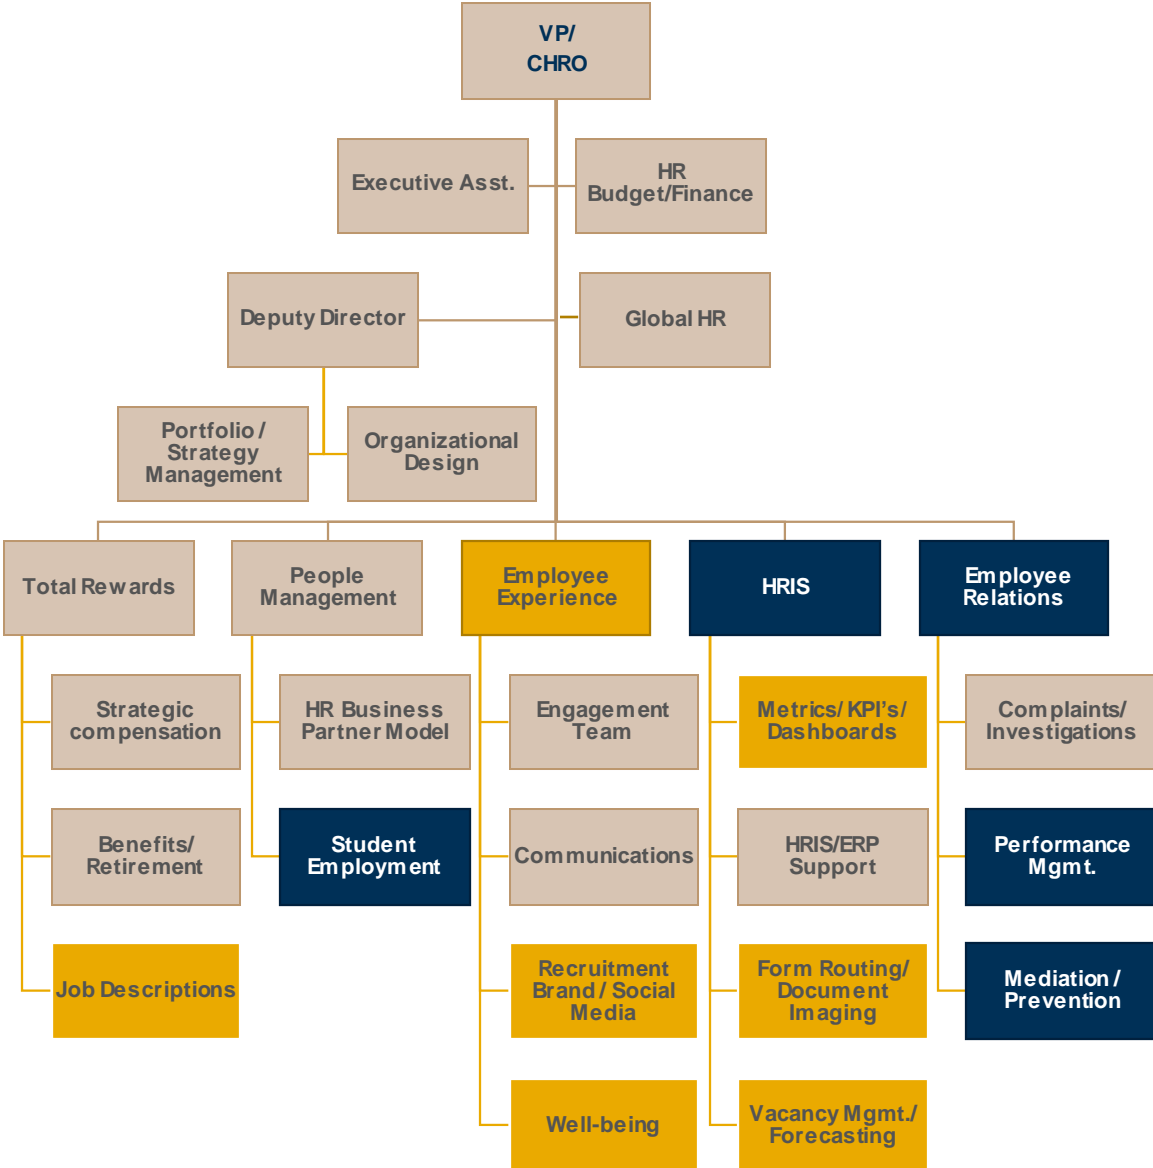 VP/
CHRO
Executive Asst.
HR
Budget/Finance
Deputy Director
Global HR
Portfolio /
Strategy
Management
Organizational
Design
Total Rewards
People
Management
Employee
Experience
HRIS
Employee
Relations
Strategic
compensation
HR Business
Partner Model
Engagement
Team
Metrics/ KPI's/
Dashboards
Complaints/
Investigations
Benefits/
Retirement
Student
Employment
Communications
HRIS/ERP
Support
Performance
Mgmt.
Job Descriptions
Recruitment
Brand / Social
Media
Form Routing/
Document
Imaging
Mediation /
Prevention
Well-being
Vacancy Mgmt./
Forecasting